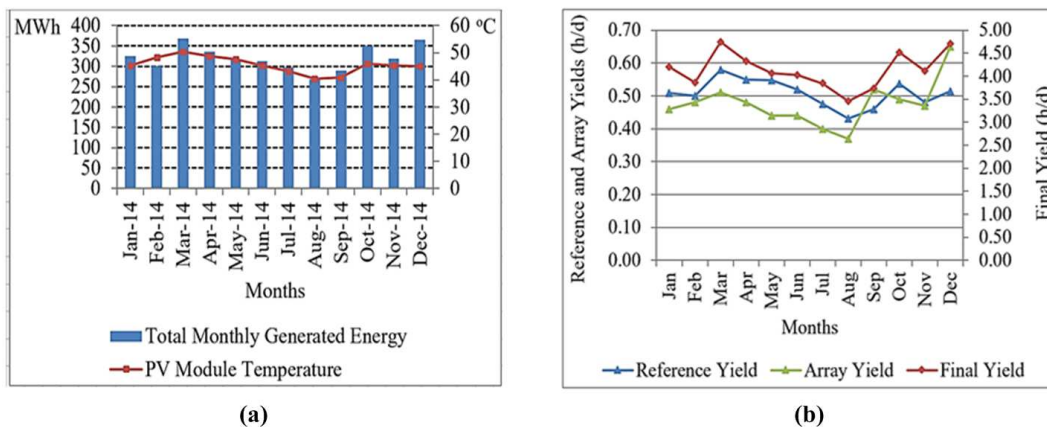 MWh
400
350
300
250
200
150
100
50
0
60 ⁰C
50
40
30
20
10
0
Jan-14
Feb-14
Mar-14
Apr-14
May-14
Jun-14
Jul-14
Aug-14
Sep-14
Oct-14
Nov-14
Dec-14
Months
Total Monthly Generated Energy
PV Module Temperature
(a)
Reference and Array Yields (h/d)
0.70
0.60
0.50
0.40
0.30
0.20
0.10
0.00
5.00
4.50
4.00
3.50
3.00
2.50
2.00
1.50
1.00
0.50
0.00
Final Yield (h/d)
Jan
Feb
Mar
Apr
May
Jun
Jul
Aug
Sep
Oct
Nov
Dec
Months
Reference Yield
Array Yield
Final Yield
(b)